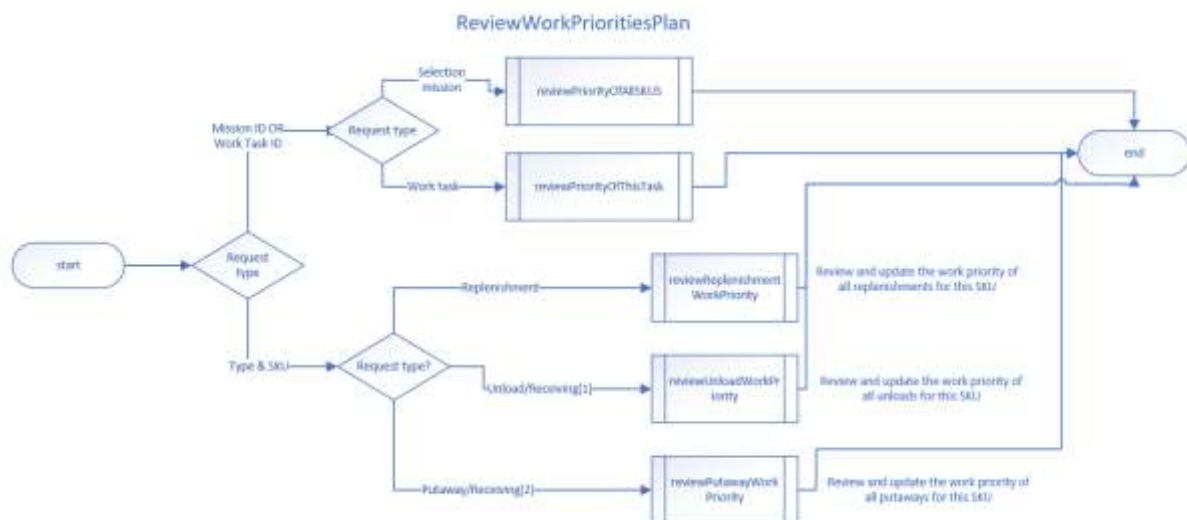 ReviewWorkPrioritiesPlan
Selection
mission
reviewPriorityOfAllSKUS
Mission ID OR
Work Task ID
Request type
end
Work task
reviewPriorityOfThisTask
start
Request
type
Replenishment
reviewReplenishment
WorkPriority
Review and update the work priority of
all replenishments for this SKU
Type & SKU
Request type?
Unload/Receiving[1]
reviewUnloadWorkPr
iority
Review and update the work priority of
all unloads for this SKU
Putaway/Receiving[2]
reviewPutawayWork
Priority
Review and update the work priority of
all putaways for this SKU